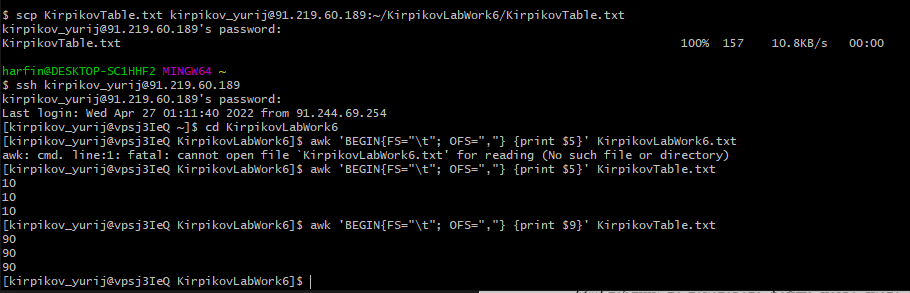 $ scp KirpikovTable.txt kirpikov_yurij@91.219.60.189:~/KirpikovLabWork6/KirpikovTable.txt
kirpikov_yurij@91.219.60.189's password:
KirpikovTable.txt 100% 157 10.8KB/s 00:00
harfin@DESKTOP-SC1HHF2 MINGW64 ~
$ ssh kirpikov_yurij@91.219.60.189
kirpikov_yurij@91.219.60.189's password:
Last login: Wed Apr 27 01:11:40 2022 from 91.244.69.254
[kirpikov_yurij@vpsj3IeQ ~]$ cd KirpikovLabWork6
[kirpikov_yurij@vpsj3IeQ KirpikovLabWork6]$ awk 'BEGIN{FS="\t"; OFS=","} {print $5}' KirpikovLabWork6.txt
awk: cmd. line:1: fatal: cannot open file `KirpikovLabWork6.txt' for reading (No such file or directory)
[kirpikov_yurij@vpsj3IeQ KirpikovLabWork6]$ awk 'BEGIN{FS="\t"; OFS=","} {print $5}' KirpikovTable.txt
10
10
10
[kirpikov_yurij@vpsj3IeQ KirpikovLabWork6]$ awk 'BEGIN{FS="\t"; OFS=","} {print $9}' KirpikovTable.txt
90
90
90
[kirpikov_yurij@vpsj3IeQ KirpikovLabWork6]$